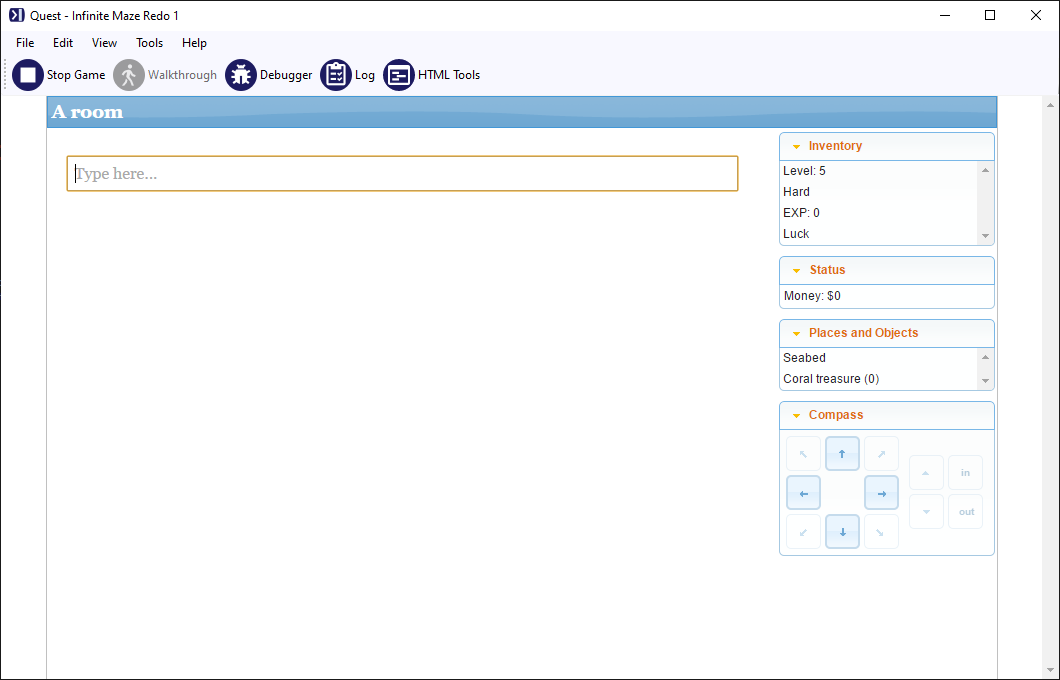 Quest - Infinite Maze Redo 1
File Edit View Tools Help
Stop Game Walkthrough Debugger Log HTML Tools
A room
Type here...
Inventory
Level: 5
Hard
EXP: 0
Luck
Status
Money: $0
Places and Objects
Seabed
Coral treasure (0)
Compass
in
out